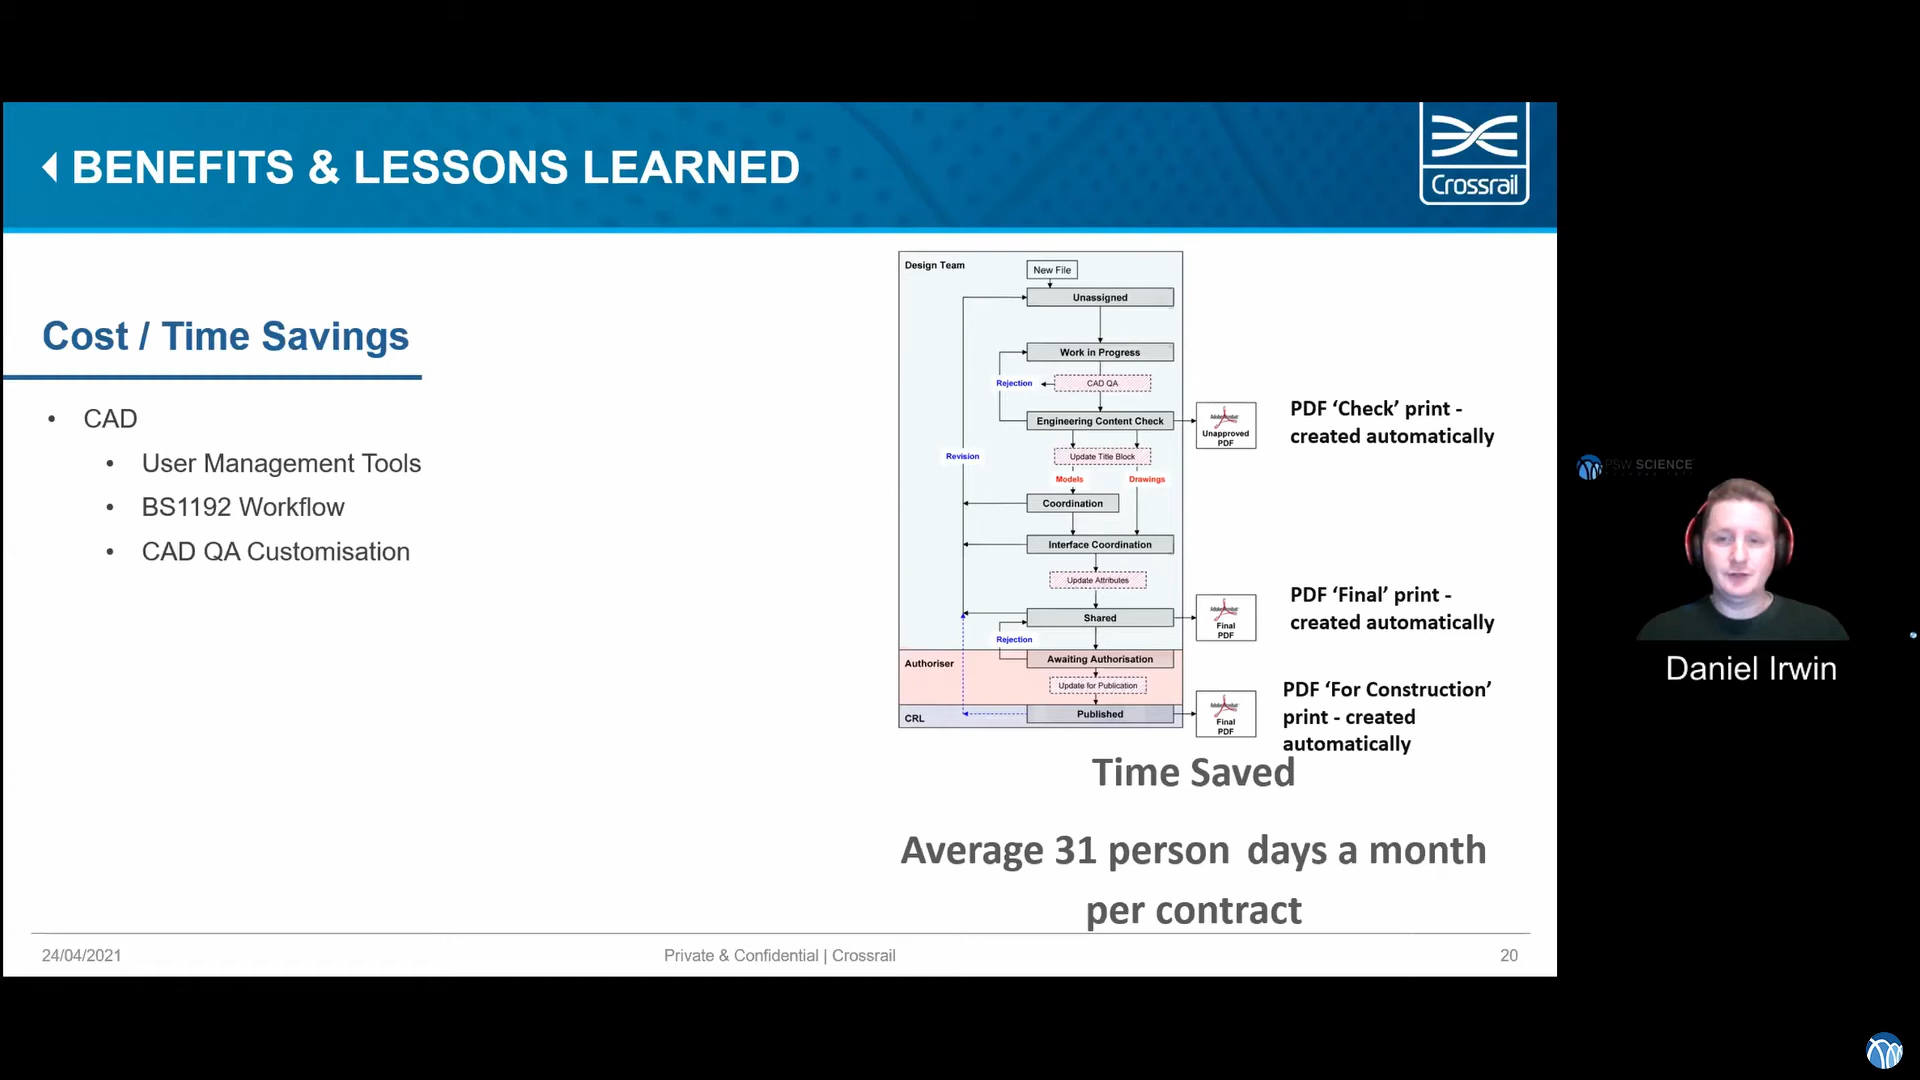 BENEFITS & LESSONS LEARNED
Crossrail
Cost / Time Savings
• CAD
• User Management Tools
• BS1192 Workflow
• CAD QA Customisation
Design Team
New File
Unassigned
Work in Progress
Rejection
CAD QA
Engineering Content Check
Unapproved
PDF
PDF ‘Check’ print -
created automatically
Revision
Update Title Block
Models
Drawings
Coordination
Interface Coordination
Update Attributes
Shared
Final
PDF
PDF ‘Final’ print -
created automatically
Rejection
Authoriser
Awaiting Authorisation
Update for Publication
CRL
Published
Final
PDF
PDF ‘For Construction’
print - created
automatically
Time Saved
Average 31 person days a month
per contract
24/04/2021
Private & Confidential | Crossrail
20
PSW SCIENCE
Daniel Irwin